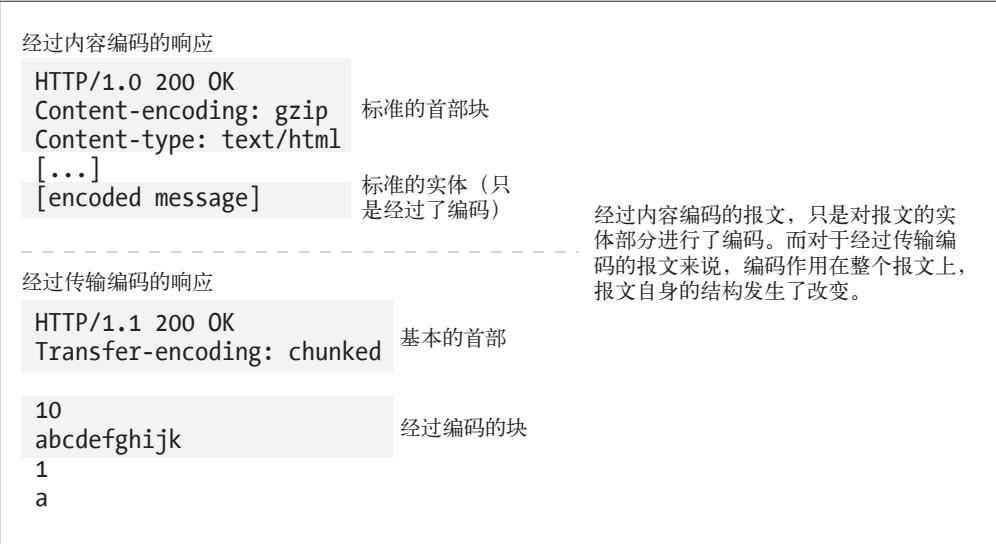 经过内容编码的响应
HTTP/1.0 200 OK
Content-encoding: gzip
Content-type: text/html
标准的首部块
[...]
[encoded message]
标准的实体（只
是经过了编码）
经过内容编码的报文，只是对报文的实
体部分进行了编码。而对于经过传输编
码的报文来说，编码作用在整个报文上，
报文自身的结构发生了改变。
经过传输编码的响应
HTTP/1.1 200 OK
Transfer-encoding: chunked
基本的首部
10
abcdefghijk
经过编码的块
1
a